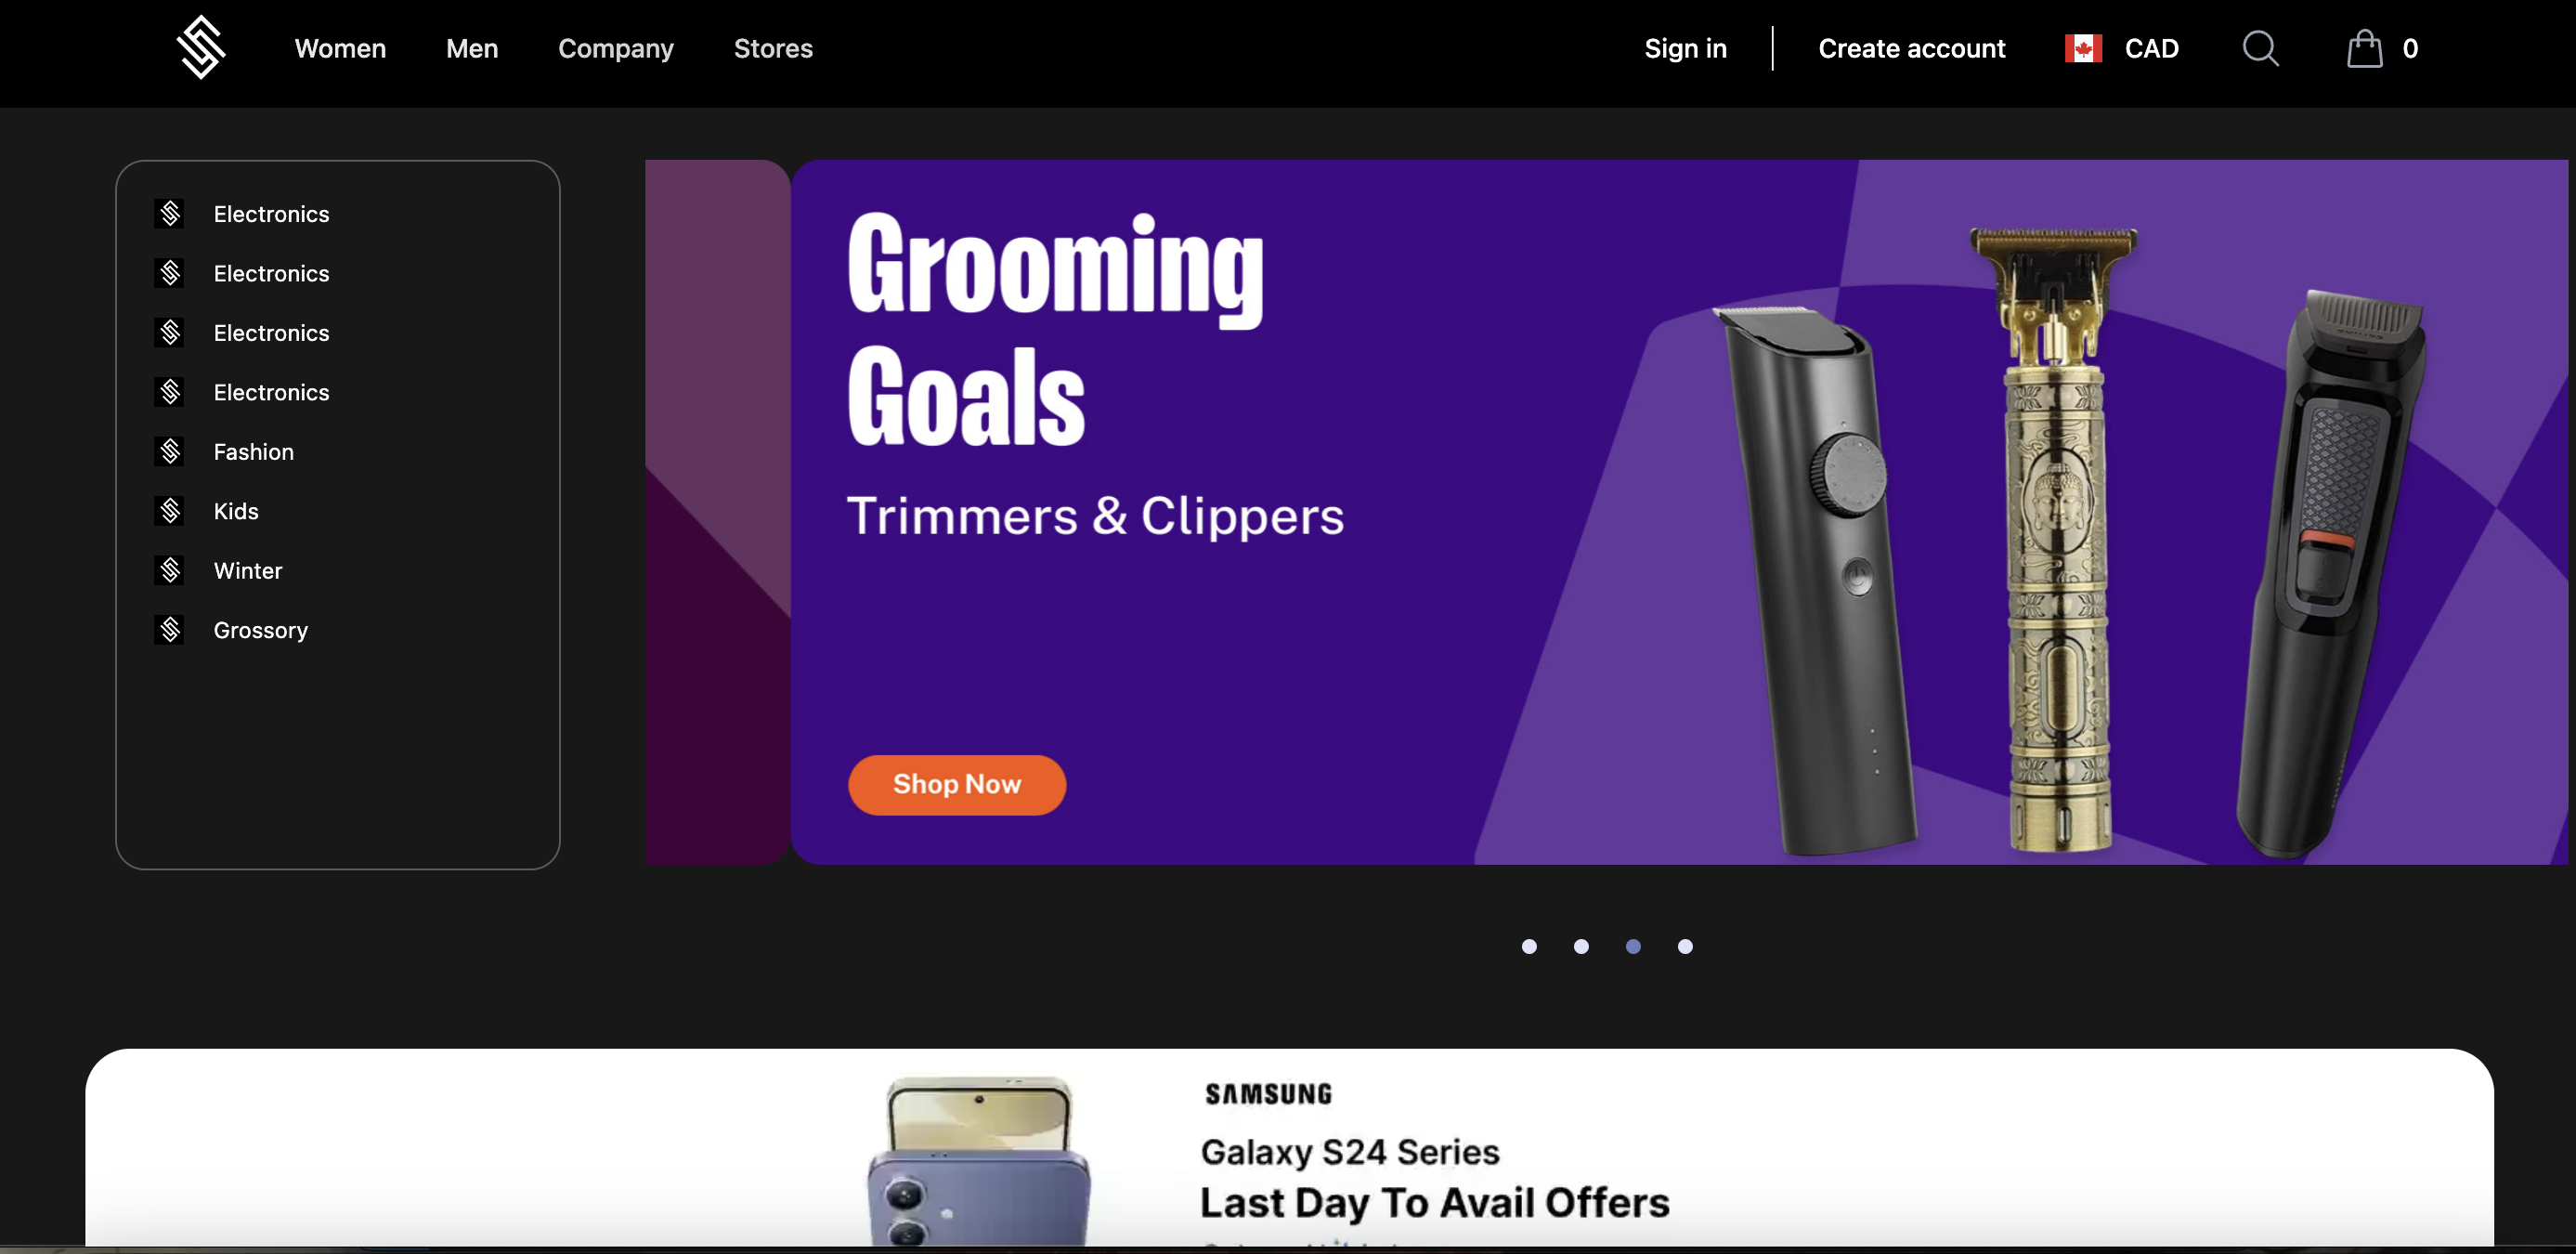 Women Men Company Stores Sign in Create account CAD 0
Electronics
Electronics
Electronics
Electronics
Fashion
Kids
Winter
Grossory
Grooming
Goals
Trimmers & Clippers
Shop Now
SAMSUNG
Galaxy S24 Series
Last Day To Avail Offers